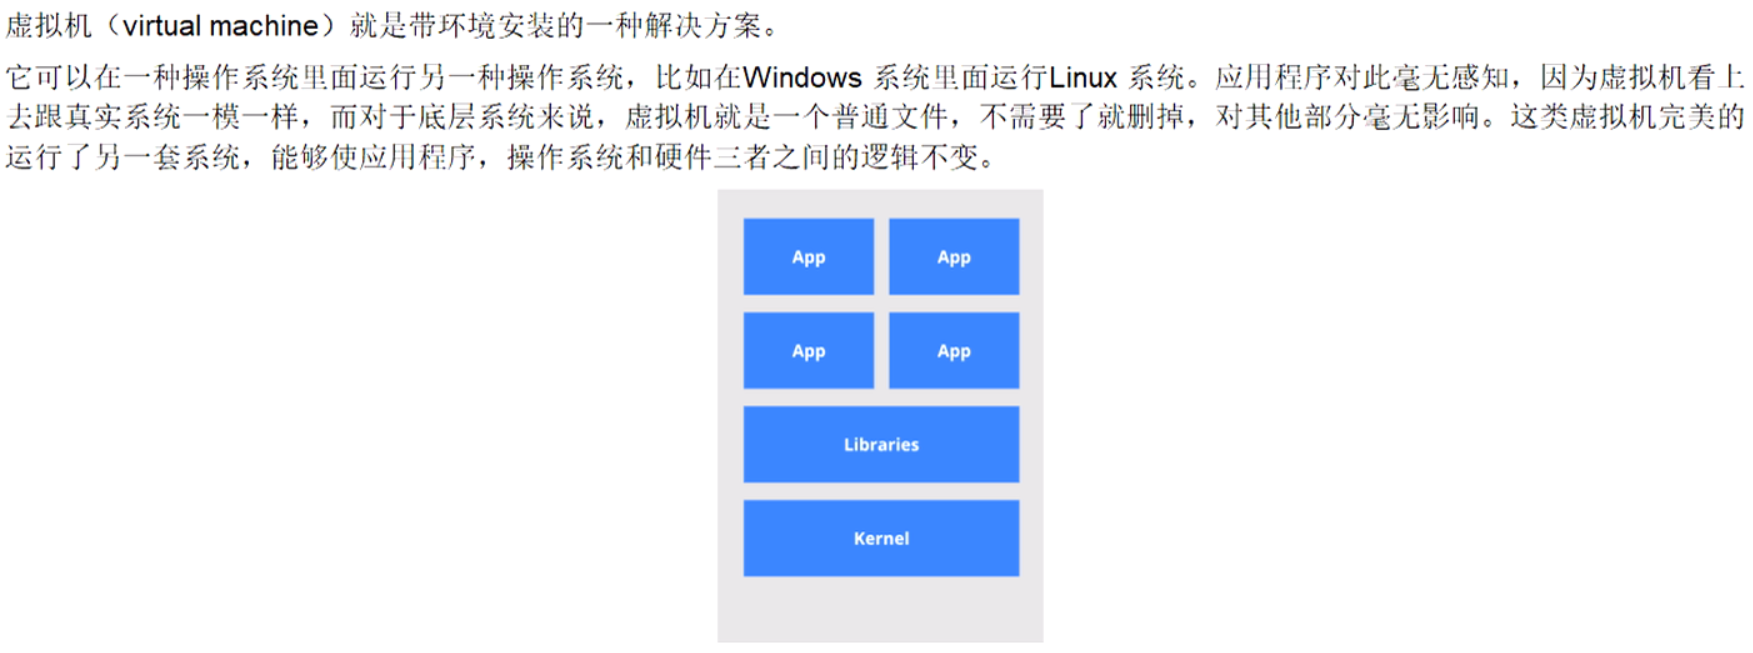 虚拟机（virtual machine）就是带环境安装的一种解决方案。
它可以在一种操作系统里面运行另一种操作系统，比如在Windows 系统里面运行Linux 系统。应用程序对此毫无感知，因为虚拟机看上
去跟真实系统一模一样，而对于底层系统来说，虚拟机就是一个普通文件，不需要了就删掉，对其他部分毫无影响。这类虚拟机完美的
运行了另一套系统，能够使应用程序，操作系统和硬件三者之间的逻辑不变。
App App
App App
Libraries
Kernel